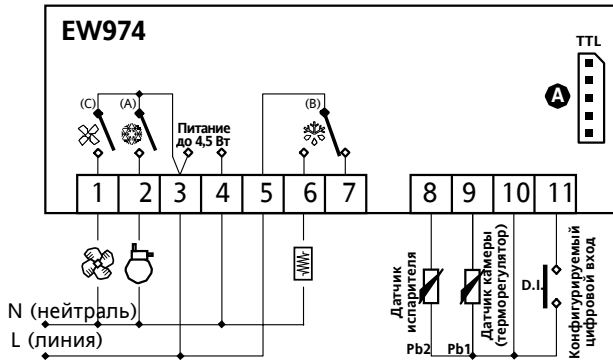 EW974
TTL
(C)
(A)
(B)
A
Питание
до 4,5 Вт
1 2 3 4 5 6 7 8 9 10 11
Датчик
испарителя
Датчик камеры
(терморегулятор)
D.I.
Конфигурируемый
цифровой вход
N (нейтраль)
L (линия)
Pb2
Pb1